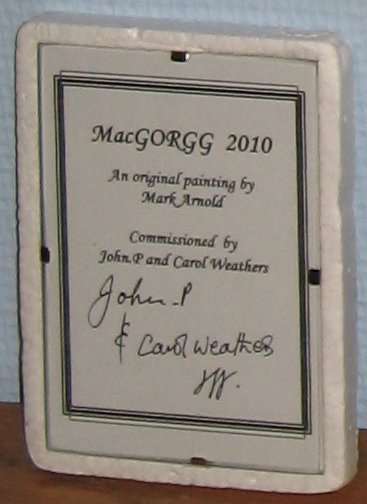 MacGORGG 2010
An original painting by
Mark Arnold
Commissioned by
John.P and Carol Weathers
John.P
& Carol Weathers